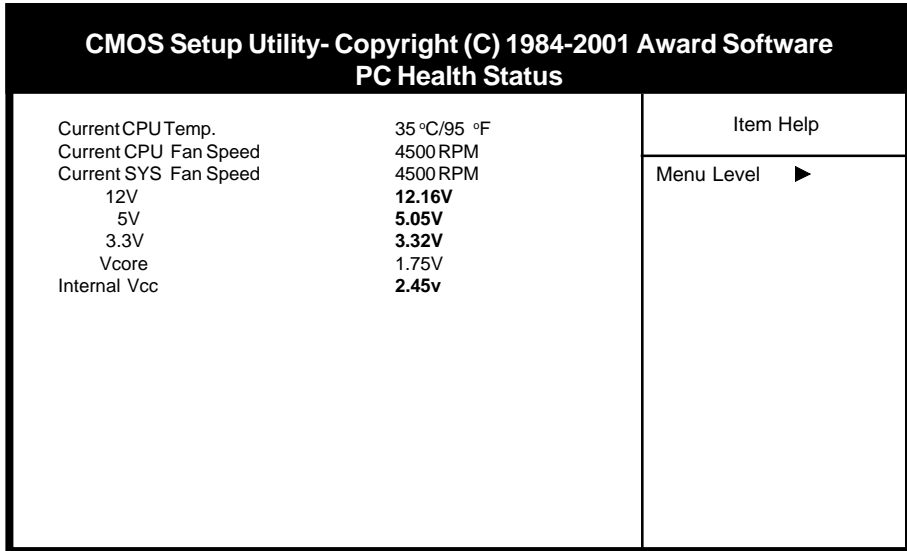 CMOS Setup Utility- Copyright (C) 1984-2001 Award Software
PC Health Status
Current CPU Temp. 35 °C/95 °F
Current CPU Fan Speed 4500 RPM
Current SYS Fan Speed 4500 RPM
12V 12.16V
5V 5.05V
3.3V 3.32V
Vcore 1.75V
Internal Vcc 2.45v
Item Help
Menu Level ▶